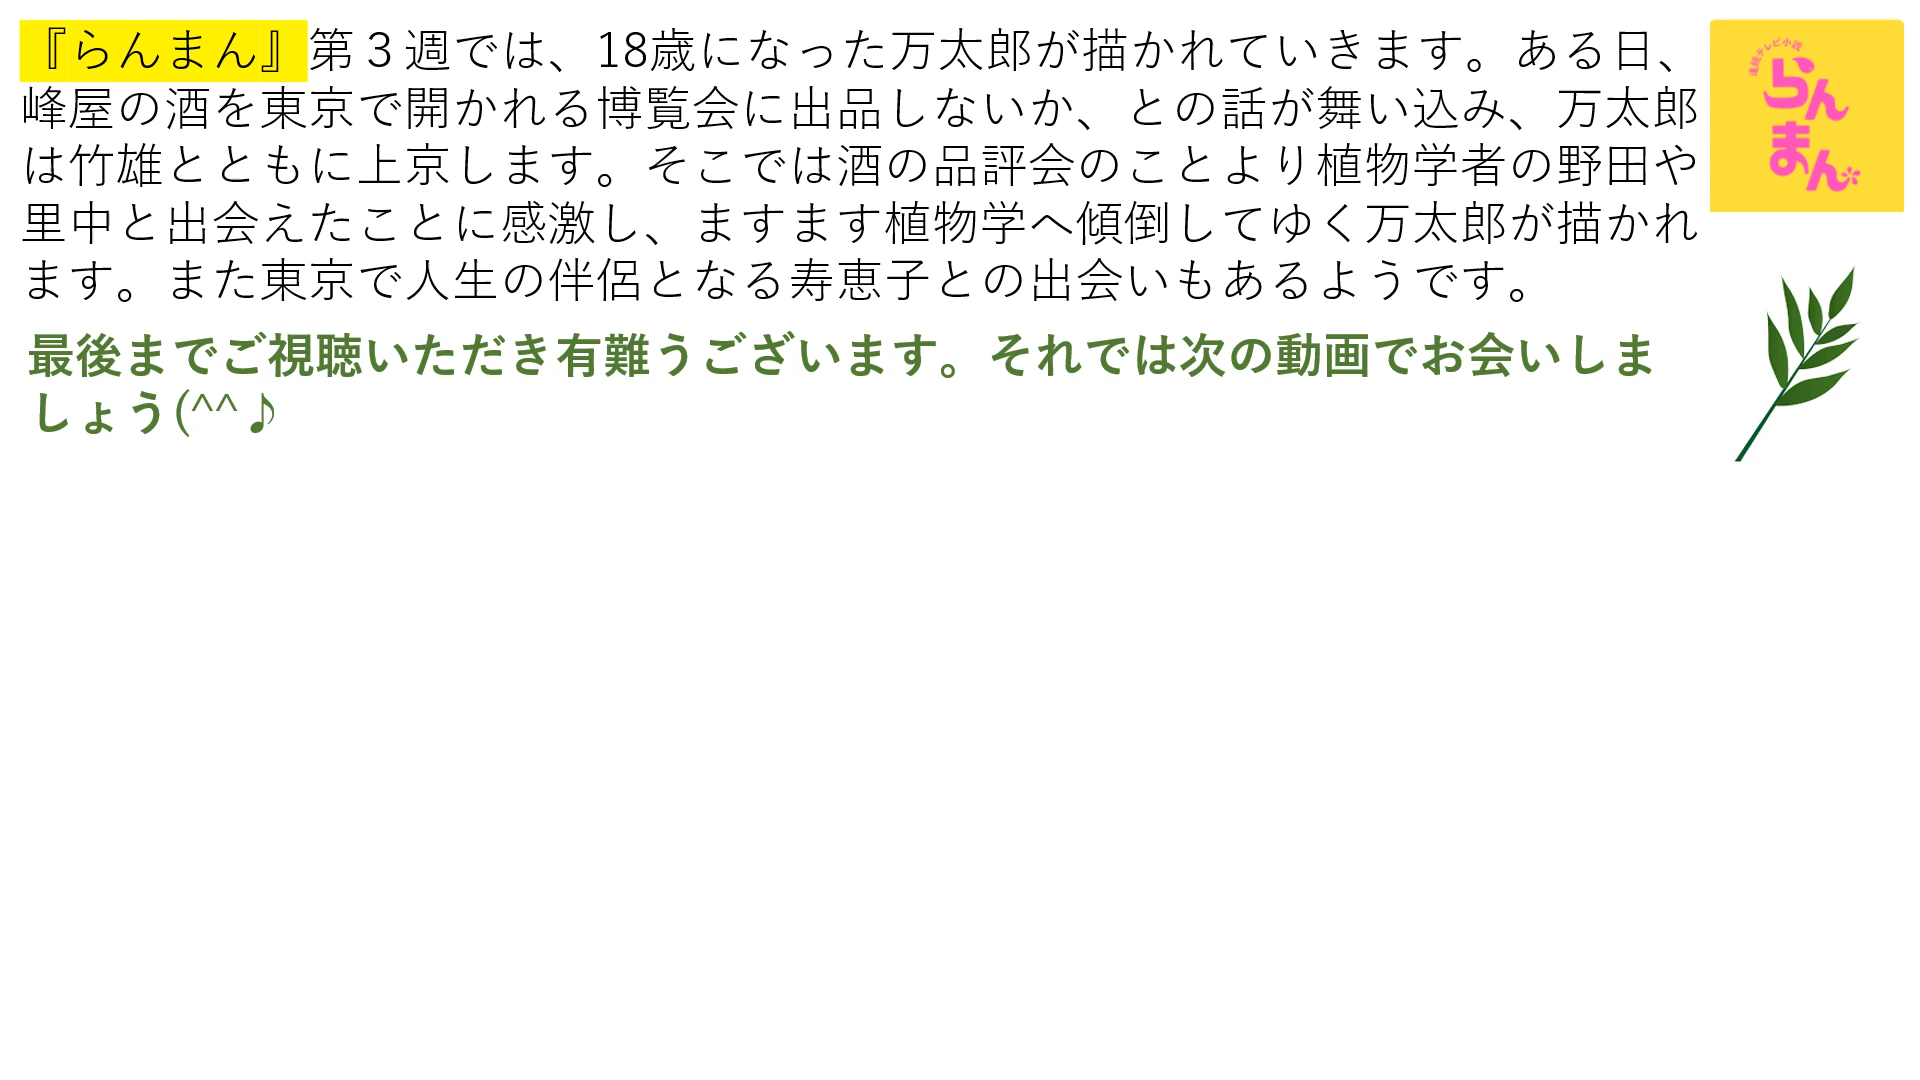 『らんまん』第３週では、18歳になった万太郎が描かれていきます。ある日、
峰屋の酒を東京で開かれる博覧会に出品しないか、との話が舞い込み、万太郎
は竹雄とともに上京します。そこでは酒の品評会のことより植物学者の野田や
里中と出会えたことに感激し、ますます植物学へ傾倒してゆく万太郎が描かれ
ます。また東京で人生の伴侶となる寿恵子との出会いもあるようです。
最後までご視聴いただき有難うございます。それでは次の動画でお会いしま
しょう(^^♪
連続テレビ小説
らん
まん